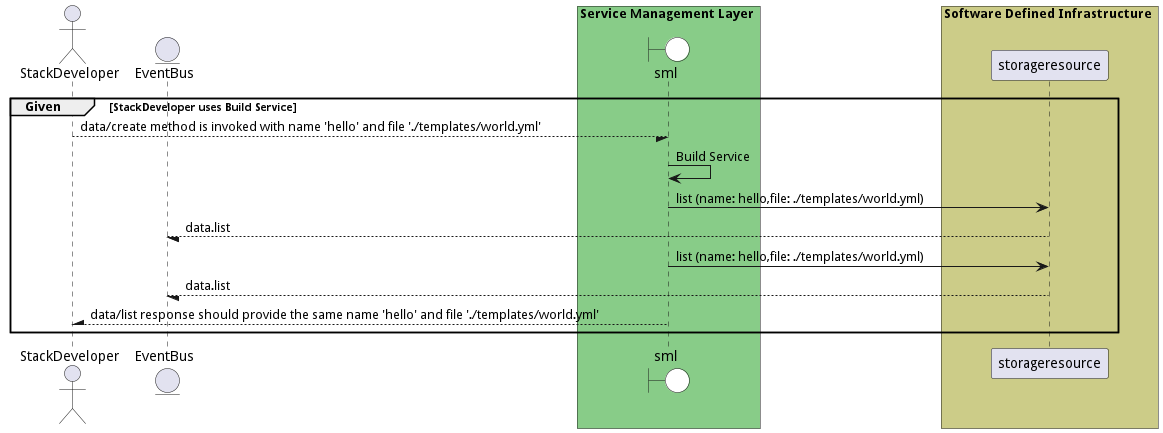 Service Management Layer
Software Defined Infrastructure
StackDeveloper
EventBus
sml
storageresource
Given
[StackDeveloper uses Build Service]
data/create method is invoked with name 'hello' and file './templates/world.yml'
Build Service
list (name: hello,file: ./templates/world.yml)
data.list
list (name: hello,file: ./templates/world.yml)
data.list
data/list response should provide the same name 'hello' and file './templates/world.yml'
StackDeveloper
EventBus
sml
storageresource